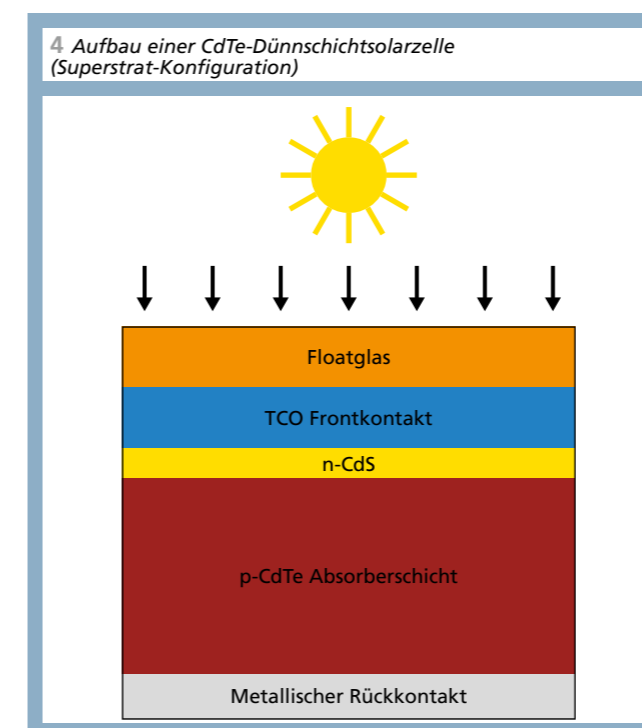 4 Aufbau einer CdTe-Dünnschichtsolarzelle
(Superstrat-Konfiguration)
Floatglas
TCO Frontkontakt
n-CdS
p-CdTe Absorberschicht
Metallischer Rückkontakt